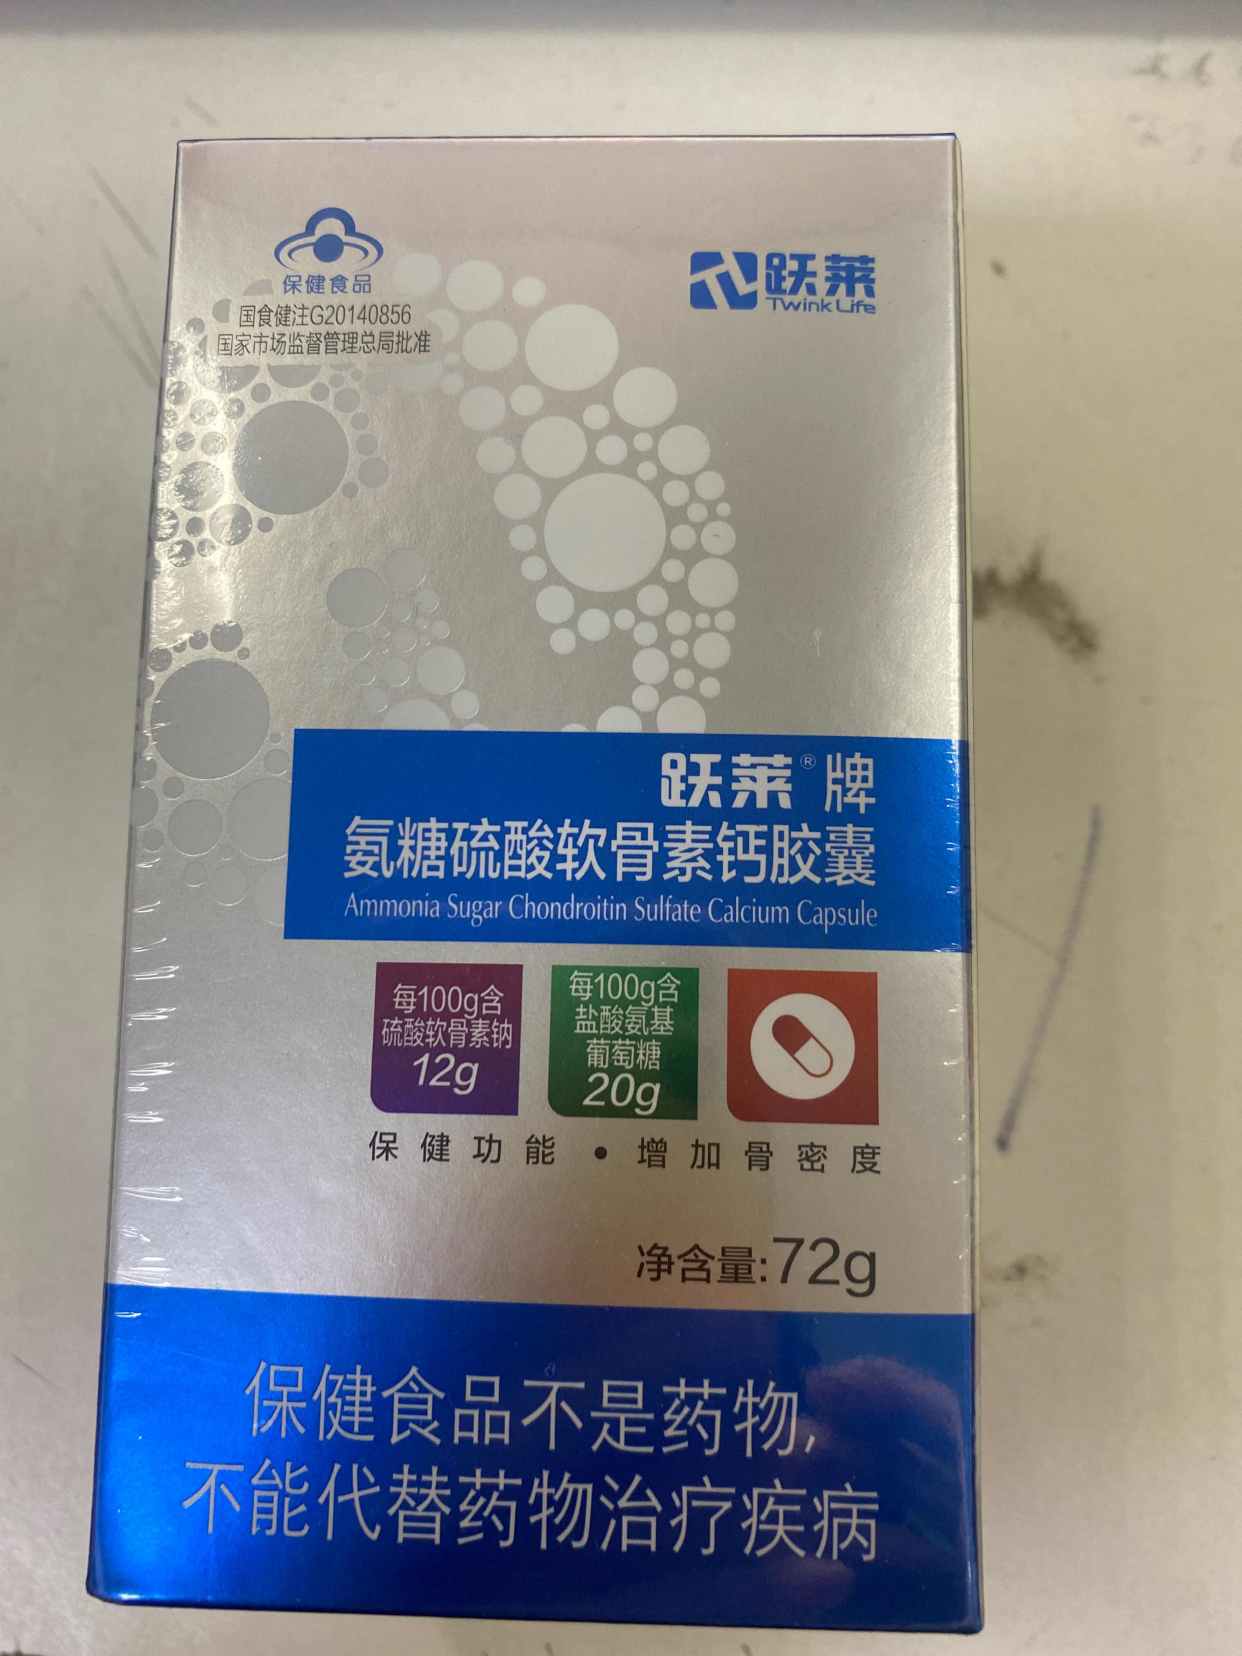 保健食品
国食健注G20140856
国家市场监督管理总局批准
跃莱
Twink Life
跃莱®牌
氨糖硫酸软骨素钙胶囊
Ammonia Sugar Chondroitin Sulfate Calcium Capsule
每100g含
硫酸软骨素钠
12g
每100g含
盐酸氨基
葡萄糖
20g
保健功能·增加骨密度
净含量:72g
保健食品不是药物,
不能代替药物治疗疾病